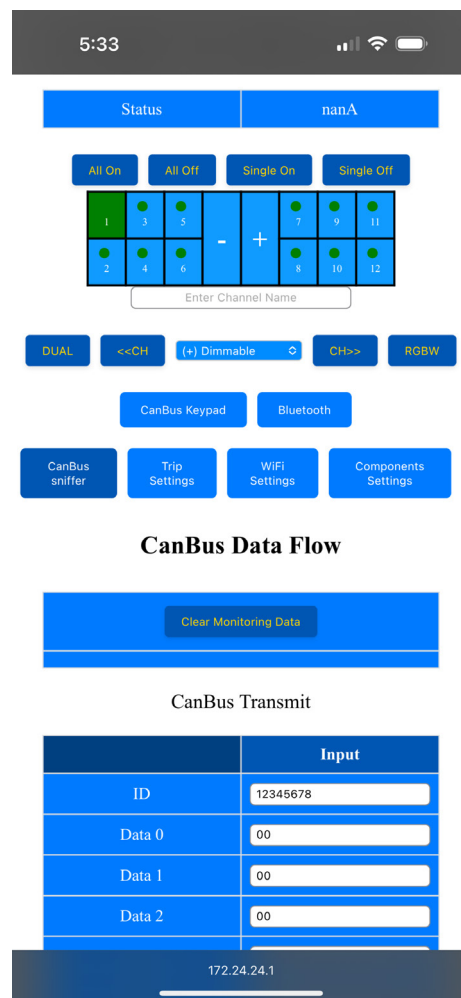 5:33
Status nanA
All On All Off Single On Single Off
1 3 5 - + 7 9 11
2 4 6 8 10 12
Enter Channel Name
DUAL <<CH (+) Dimmable CH>> RGBW
CanBus Keypad Bluetooth
CanBus sniffer Trip Settings WiFi Settings Components Settings
CanBus Data Flow
Clear Monitoring Data
CanBus Transmit
Input
ID 12345678
Data 0 00
Data 1 00
Data 2 00
172.24.24.1